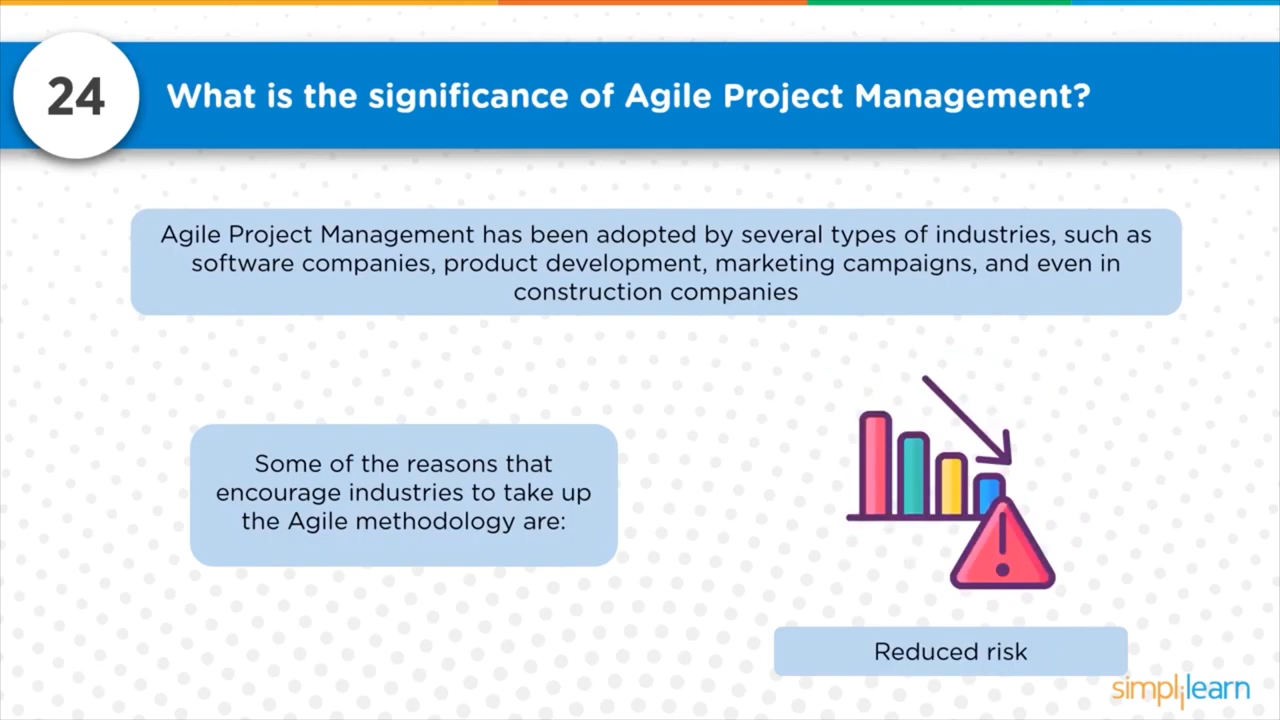 24
What is the significance of Agile Project Management?
Agile Project Management has been adopted by several types of industries, such as
software companies, product development, marketing campaigns, and even in
construction companies
Some of the reasons that
encourage industries to take up
the Agile methodology are:
Reduced risk
simplilearn